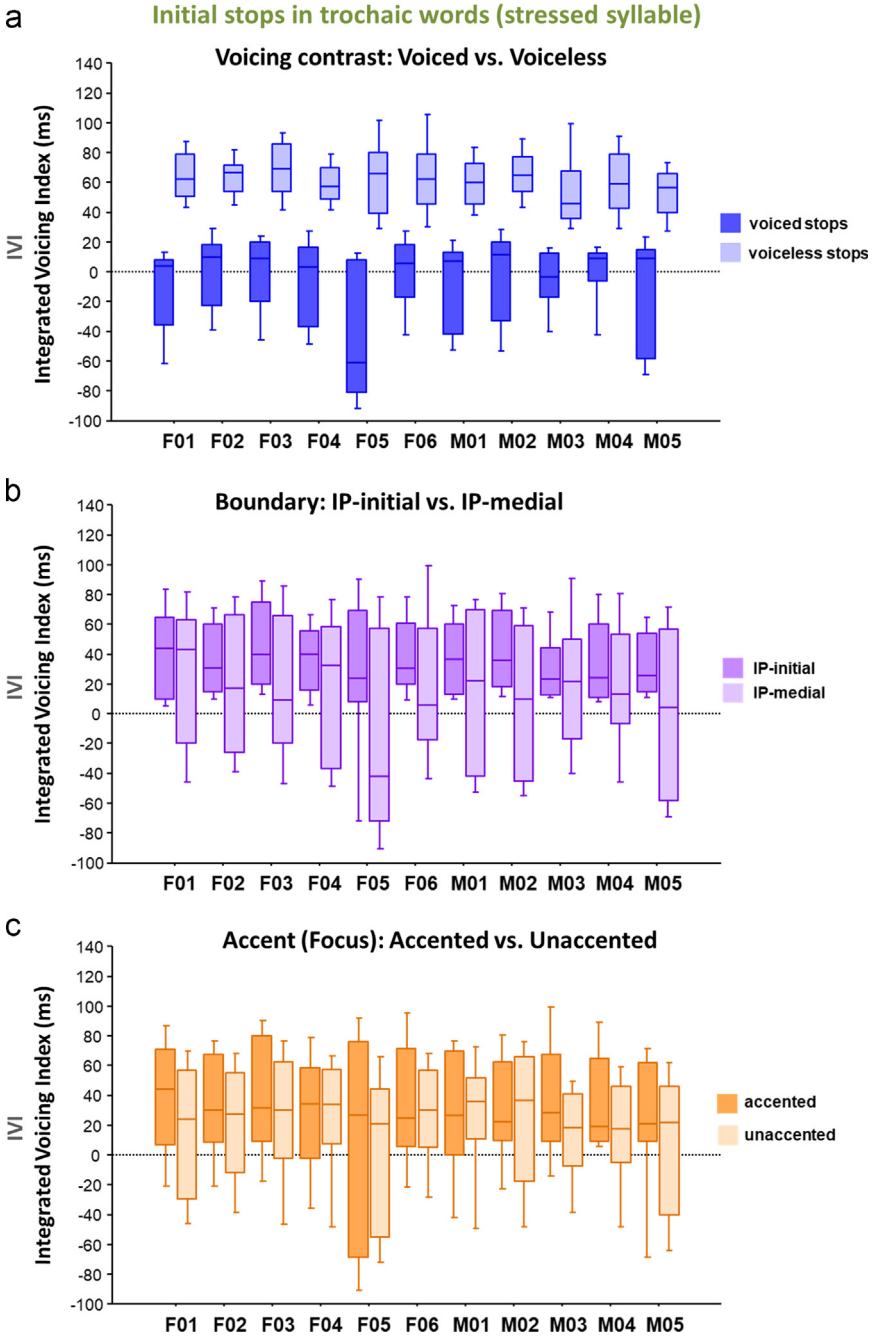 a
Initial stops in trochaic words (stressed syllable)
Voicing contrast: Voiced vs. Voiceless
IVI
Integrated Voicing Index (ms)
140
120
100
80
60
40
20
0
-20
-40
-60
-80
-100
F01 F02 F03 F04 F05 F06 M01 M02 M03 M04 M05
voiced stops
voiceless stops
b
Boundary: IP-initial vs. IP-medial
IVI
Integrated Voicing Index (ms)
140
120
100
80
60
40
20
0
-20
-40
-60
-80
-100
F01 F02 F03 F04 F05 F06 M01 M02 M03 M04 M05
IP-initial
IP-medial
c
Accent (Focus): Accented vs. Unaccented
IVI
Integrated Voicing Index (ms)
140
120
100
80
60
40
20
0
-20
-40
-60
-80
-100
F01 F02 F03 F04 F05 F06 M01 M02 M03 M04 M05
accented
unaccented